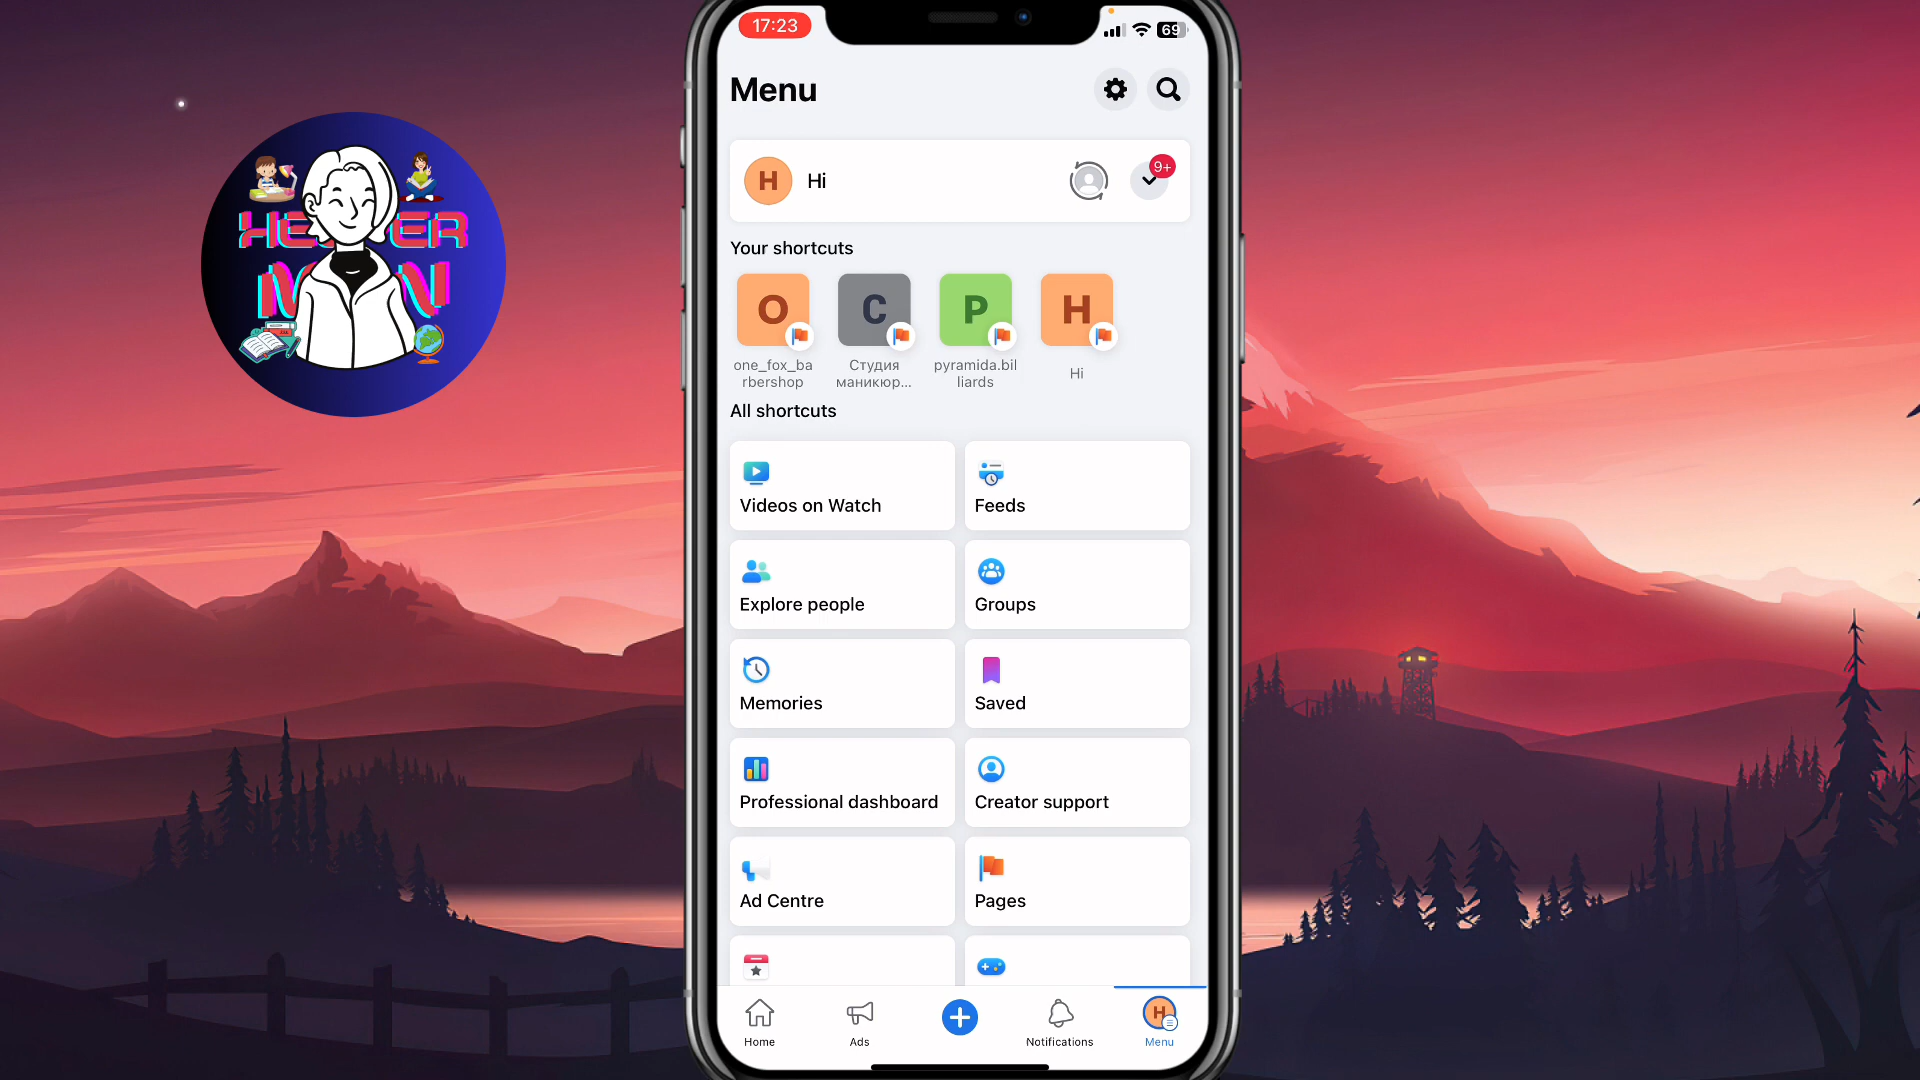 17:23
69
Menu
H
Hi
9+
Your shortcuts
O
C
P
H
one_fox_ba
rbershop
Студия
маникюр...
pyramida.bil
liards
Hi
All shortcuts
Videos on Watch
Feeds
Explore people
Groups
Memories
Saved
Professional dashboard
Creator support
Ad Centre
Pages
Home
Ads
Notifications
H
Menu